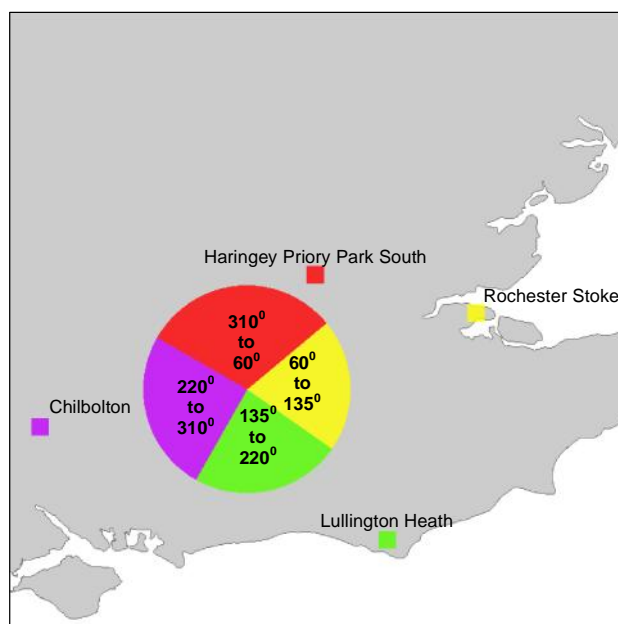 Haringey Priory Park South
Rochester Stoke
310⁰
to
60⁰
60⁰
to
135⁰
220⁰
to
310⁰
Chilbolton
135⁰
to
220⁰
Lullington Heath